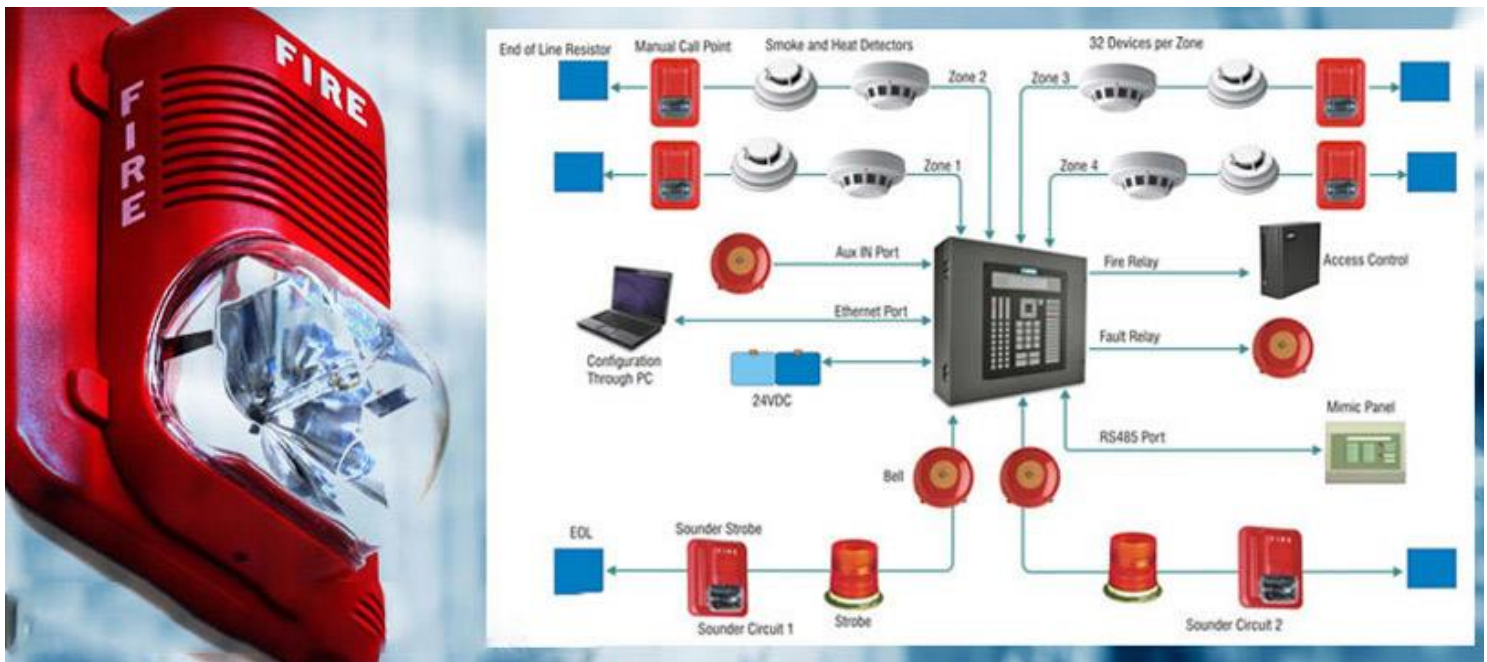 FIRE
FIRE
End of Line Resistor
Manual Call Point
Smoke and Heat Detectors
32 Devices per Zone
Zone 2
Zone 3
Zone 1
Zone 4
Aux IN Port
Fire Relay
Access Control
Ethernet Port
Configuration
Through PC
Fault Relay
24VDC
Mimic Panel
RS485 Port
Bell
EOL
Sounder Strobe
FIRE
FIRE
Sounder Circuit 1
Strobe
Sounder Circuit 2